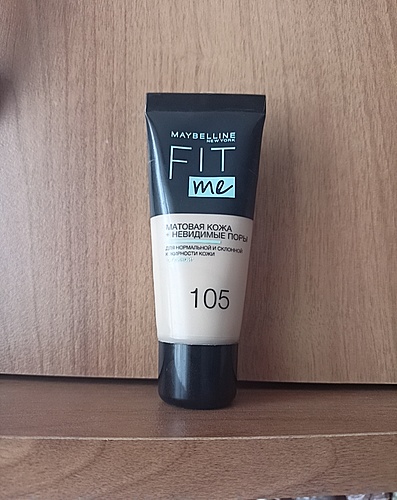 MAYBELLINE
NEW YORK
FIT
me
МАТОВАЯ КОЖА
+ НЕВИДИМЫЕ ПОРЫ
ДЛЯ НОРМАЛЬНОЙ И СКЛОННОЙ
К ЖИРНОСТИ КОЖИ
105